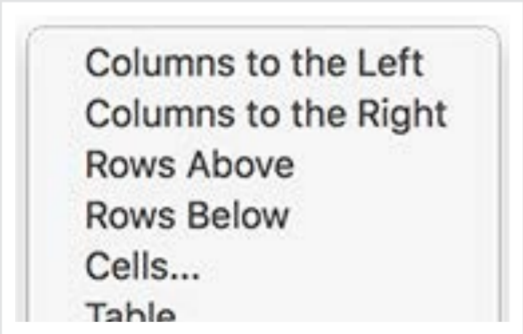 Columns to the Left
Columns to the Right
Rows Above
Rows Below
Cells...
Table